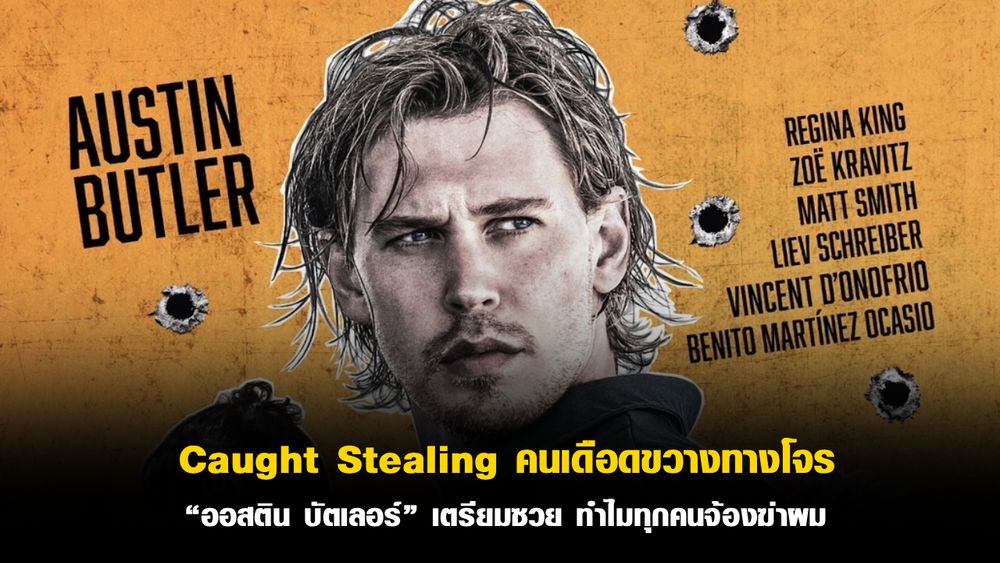 AUSTIN
BUTLER
REGINA KING
ZOË KRAVITZ
MATT SMITH
LIEV SCHREIBER
VINCENT D'ONOFRIO
BENITO MARTÍNEZ OCASIO
Caught Stealing คนเดือดขวางทางโจร
“ออสติน บัตเลอร์” เตรียมซวย ทำไมทุกคนจ้องฆ่าผม